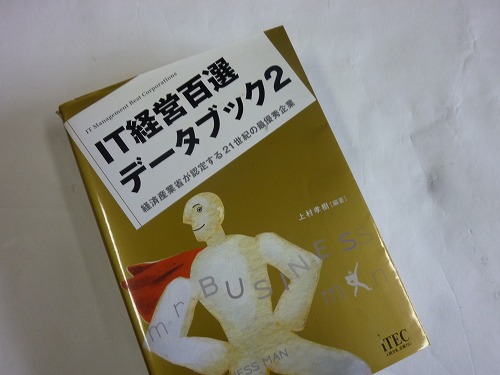 IT Management Best Corporations
IT経営百選
データブック2
経済産業省が認定する21世紀の最優秀企業
上村孝樹[編著]
mr.BUSINESS
man
ESS MAN
iTEC